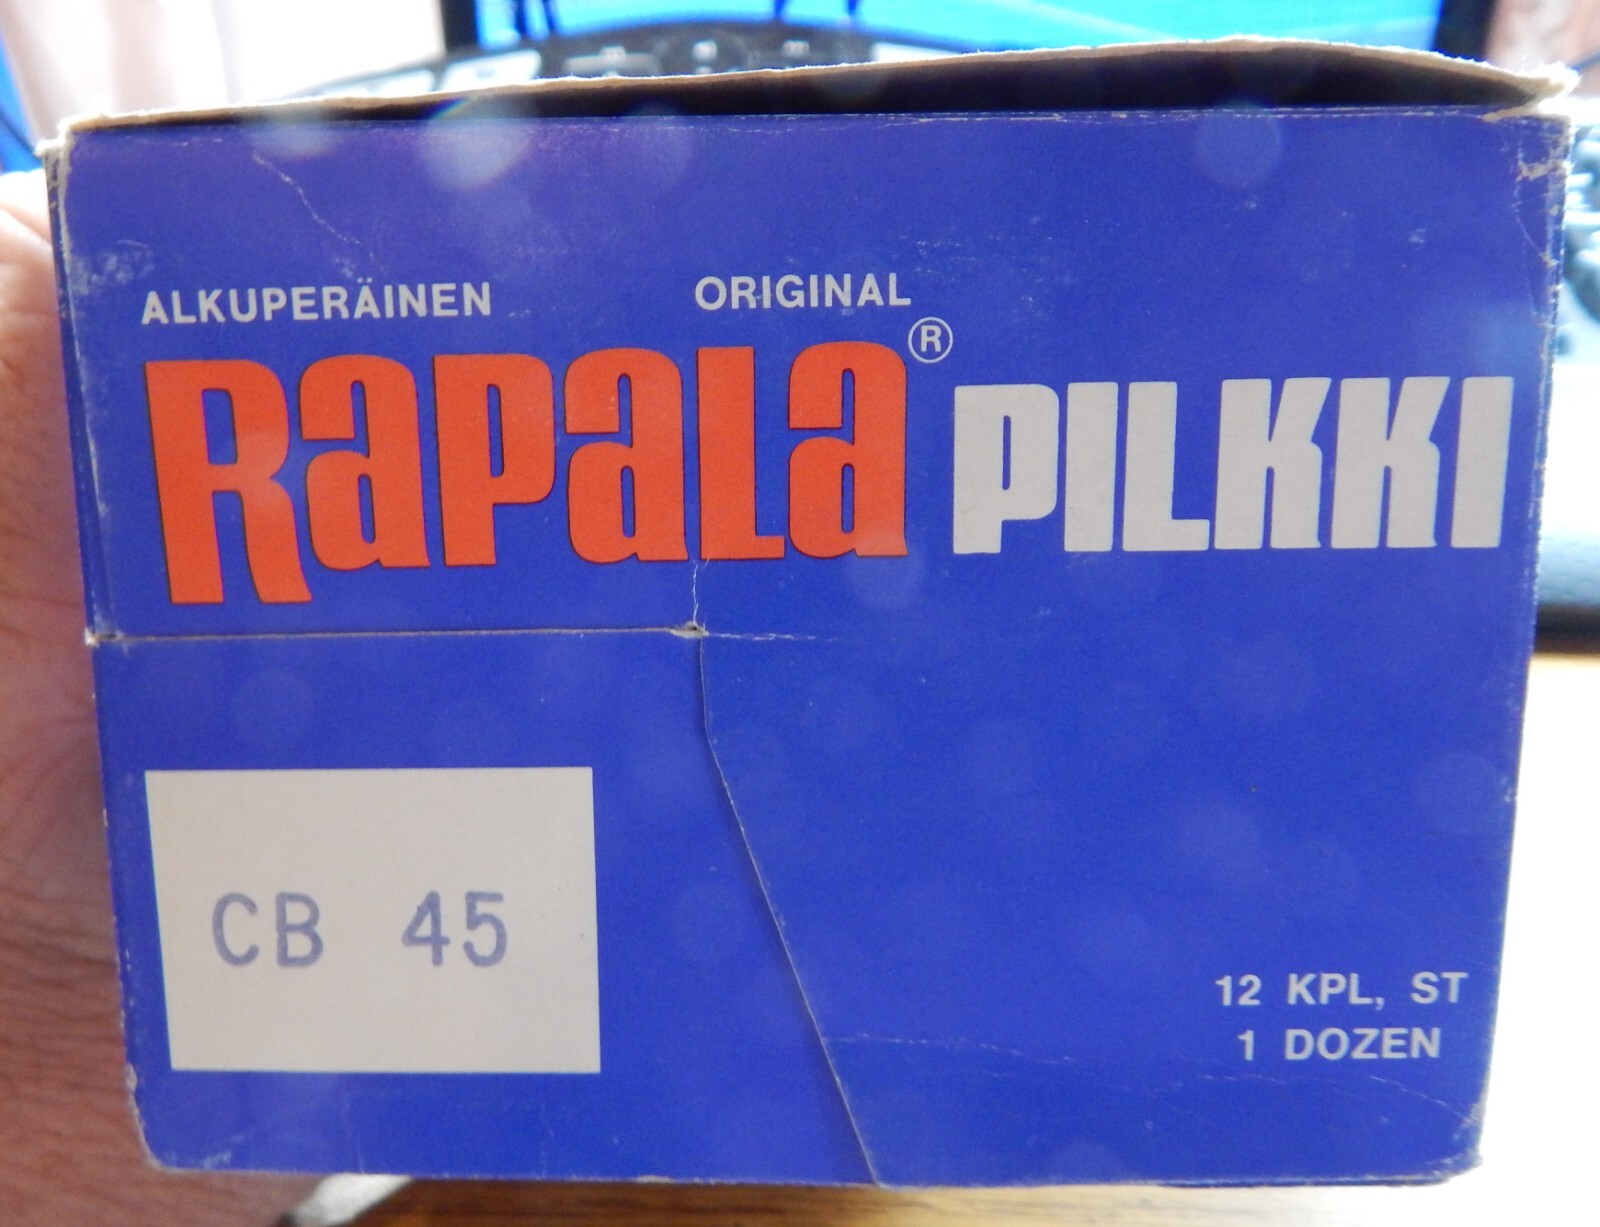 ALKUPERÄINEN ORIGINAL
RAPALA® PILKKI
CB 45
12 KPL, ST
1 DOZEN